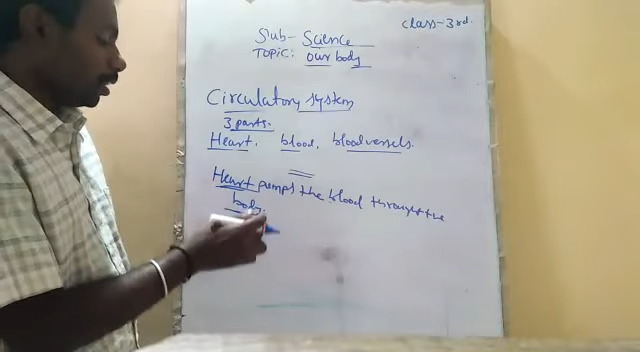 Class-3rd.
Sub- Science
TOPIC: our body
Circulatory system
3 parts.
Heart, blood, bloodvessels.
Heart pumps the blood through the
body.